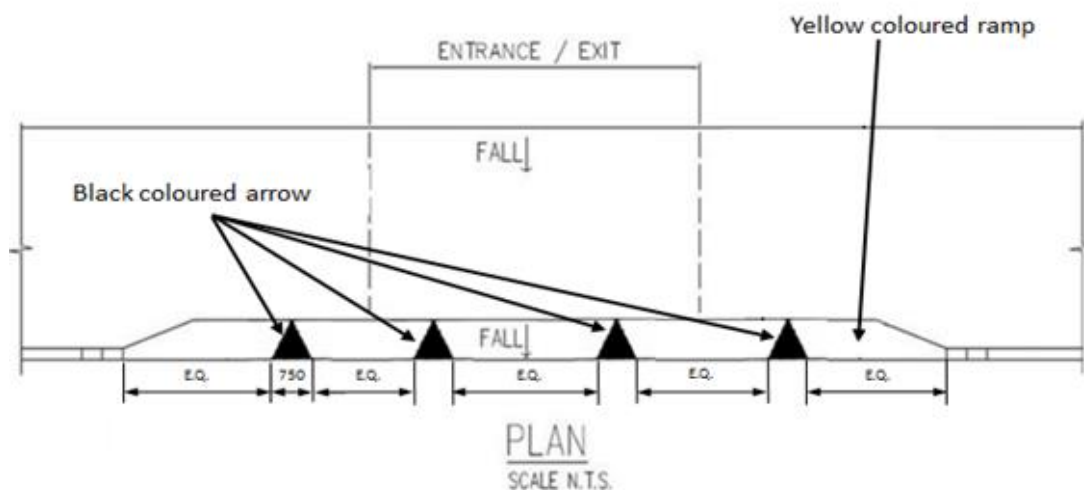 Yellow coloured ramp
ENTRANCE / EXIT
FALL
Black coloured arrow
FALL
E.Q. 750 E.Q. E.Q. E.Q. E.Q.
PLAN
SCALE N.T.S.